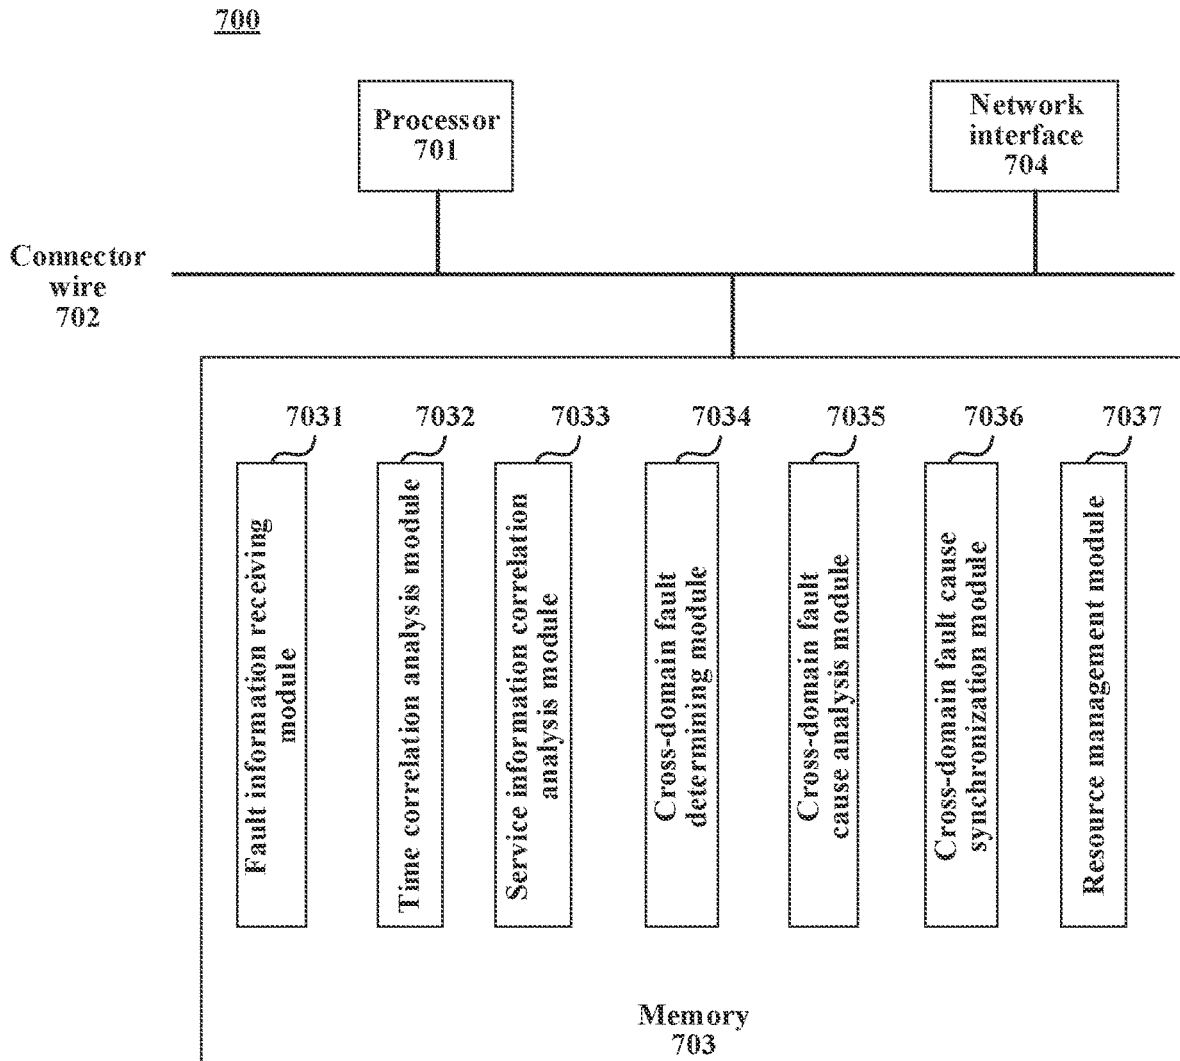 700
Processor
701
Network
interface
704
Connector
wire
702
7031
7032
7033
7034
7035
7036
7037
Fault information receiving
module
Time correlation analysis module
Service information correlation
analysis module
Cross-domain fault
determining module
Cross-domain fault
cause analysis module
Cross-domain fault cause
synchronization module
Resource management module
Memory
703